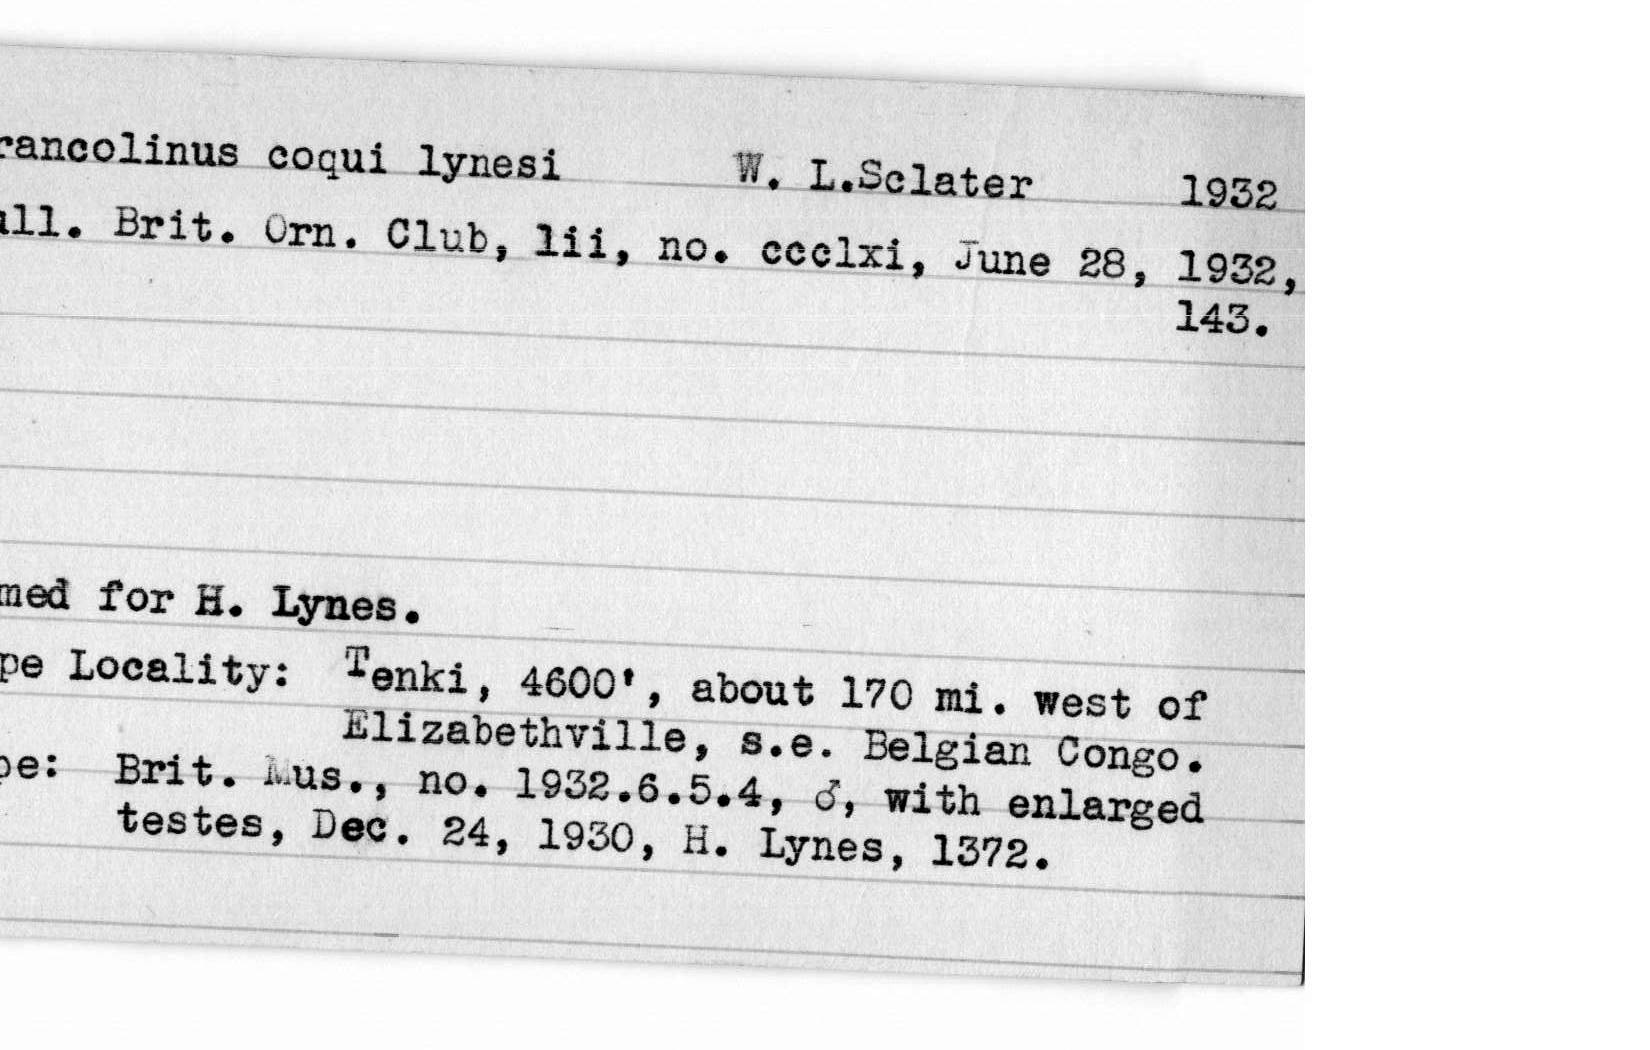 rancolinus coqui lynesi W. L.Sclater 1932
ull. Brit. Orn. Club, lii, no. ccclxi, June 28, 1932,
143.
med for H. Lynes.
pe Locality: Tenki, 4600', about 170 mi. west of
Elizabethville, s.e. Belgian Congo.
pe: Brit. Mus., no. 1932.6.5.4, ♂, with enlarged
testes, Dec. 24, 1930, H. Lynes, 1372.